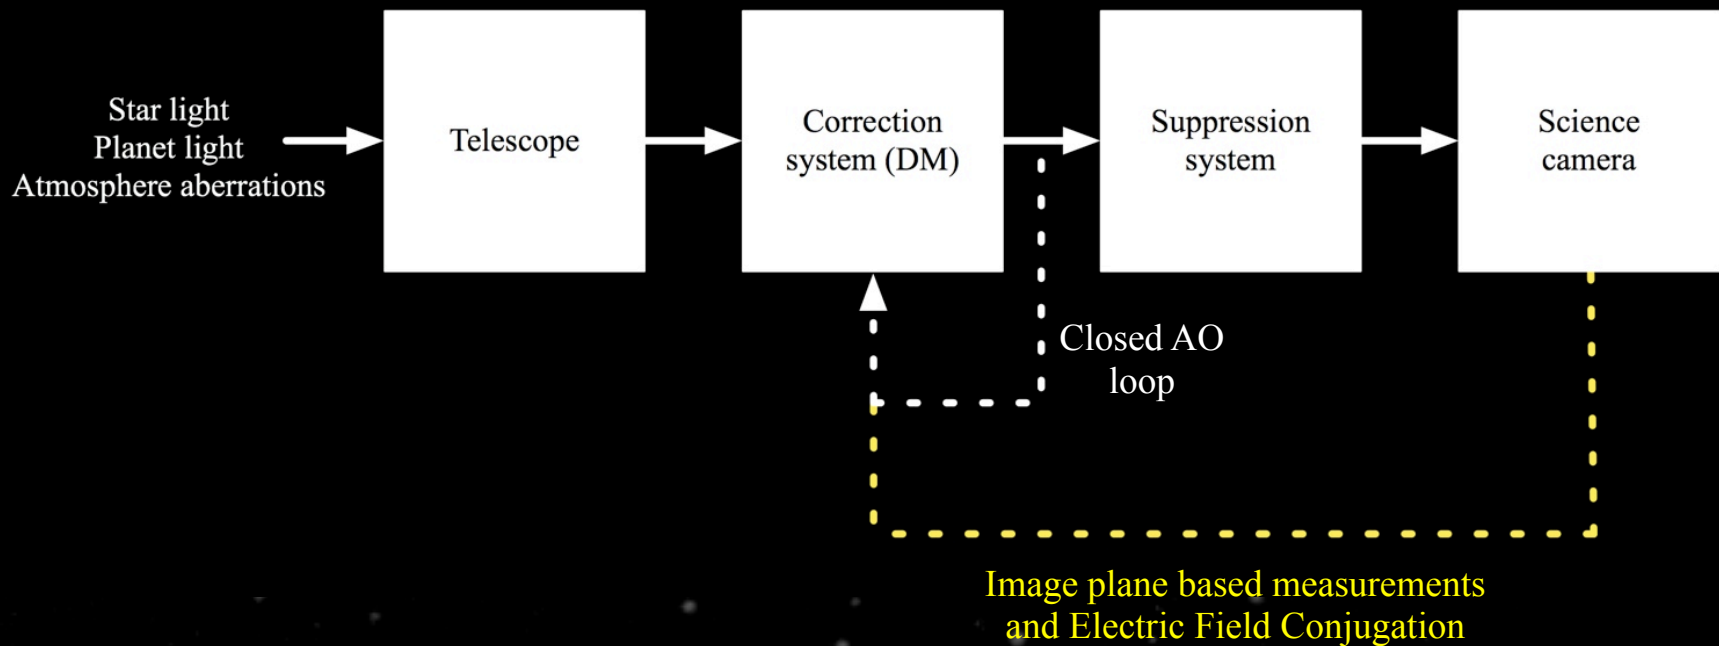 Star light
Planet light
Atmosphere aberrations
Telescope
Correction
system (DM)
Suppression
system
Science
camera
Closed AO
loop
Image plane based measurements
and Electric Field Conjugation